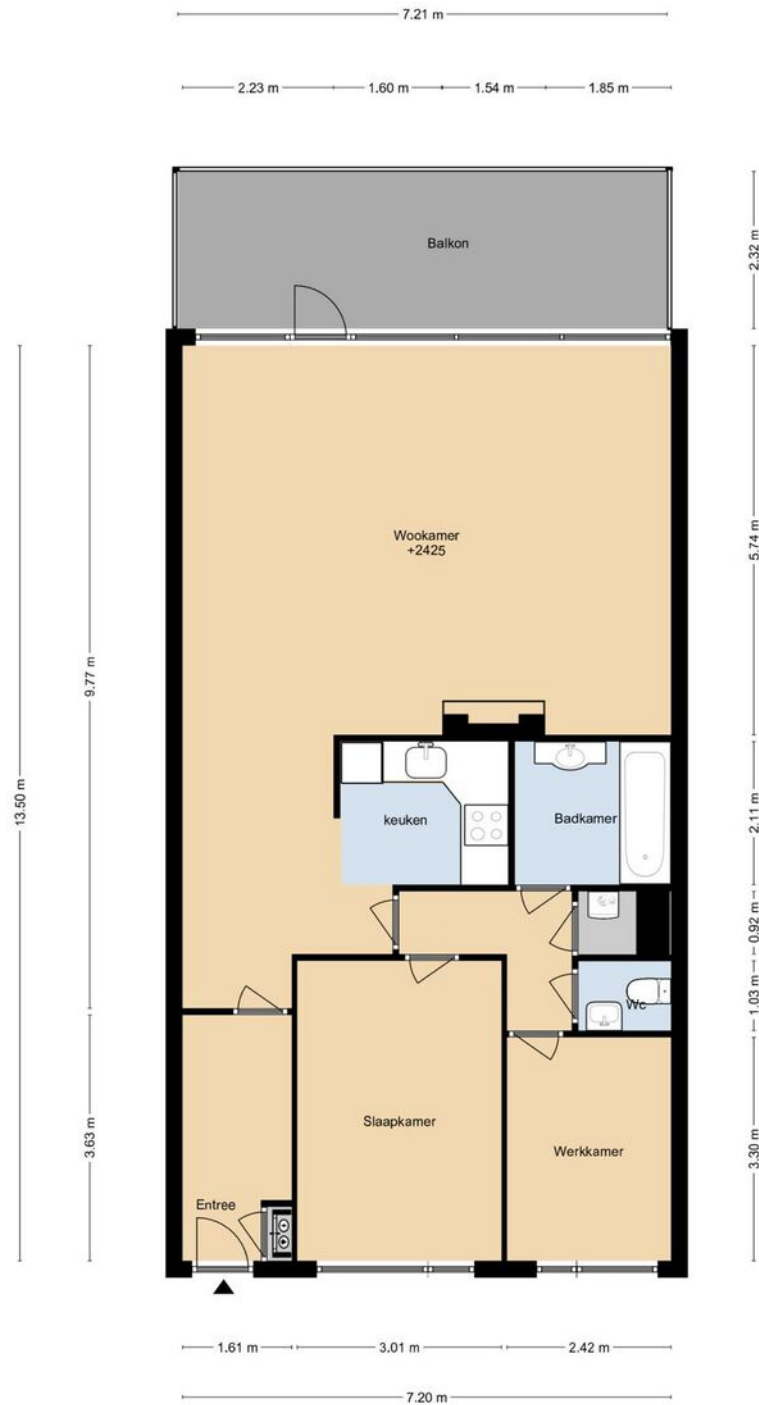 7.21 m
2.23 m
1.60 m
1.54 m
1.85 m
Balkon
2.32 m
Wookamer
+2425
5.74 m
9.77 m
13.50 m
keuken
Badkamer
2.11 m
0.92 m
Wc
1.03 m
Slaapkamer
Werkkamer
3.63 m
3.30 m
Entree
1.61 m
3.01 m
2.42 m
7.20 m